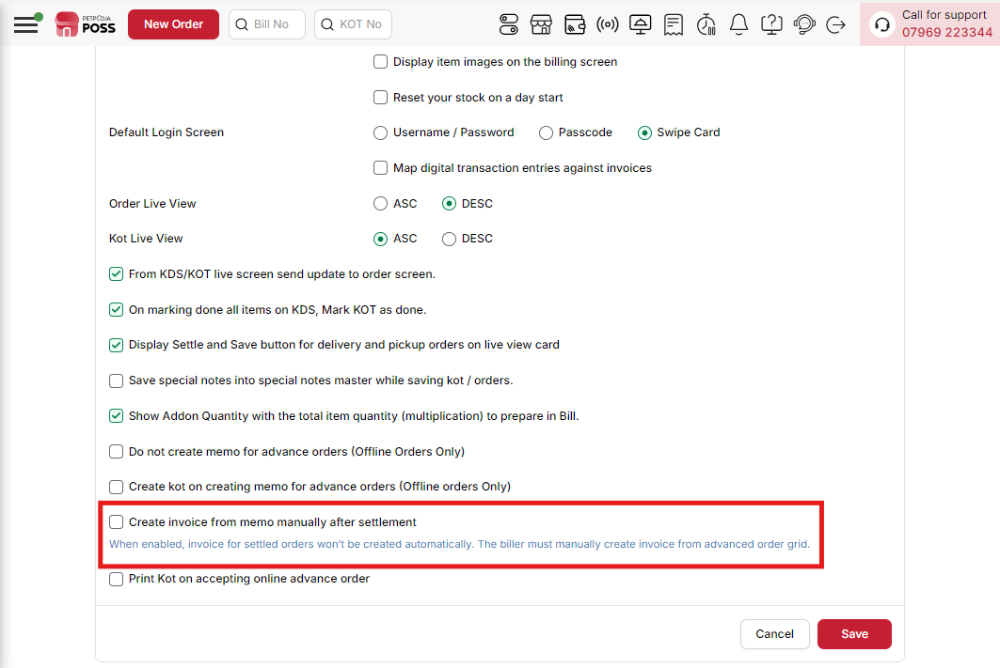 PETPOOJA
POSS
New Order
Bill No
KOT No
Call for support
07969 223344
Display item images on the billing screen
Reset your stock on a day start
Default Login Screen
Username / Password
Passcode
Swipe Card
Map digital transaction entries against invoices
Order Live View
ASC
DESC
Kot Live View
ASC
DESC
From KDS/KOT live screen send update to order screen.
On marking done all items on KDS, Mark KOT as done.
Display Settle and Save button for delivery and pickup orders on live view card
Save special notes into special notes master while saving kot / orders.
Show Addon Quantity with the total item quantity (multiplication) to prepare in Bill.
Do not create memo for advance orders (Offline Orders Only)
Create kot on creating memo for advance orders (Offline orders Only)
Create invoice from memo manually after settlement
When enabled, invoice for settled orders won't be created automatically. The biller must manually create invoice from advanced order grid.
Print Kot on accepting online advance order
Cancel
Save